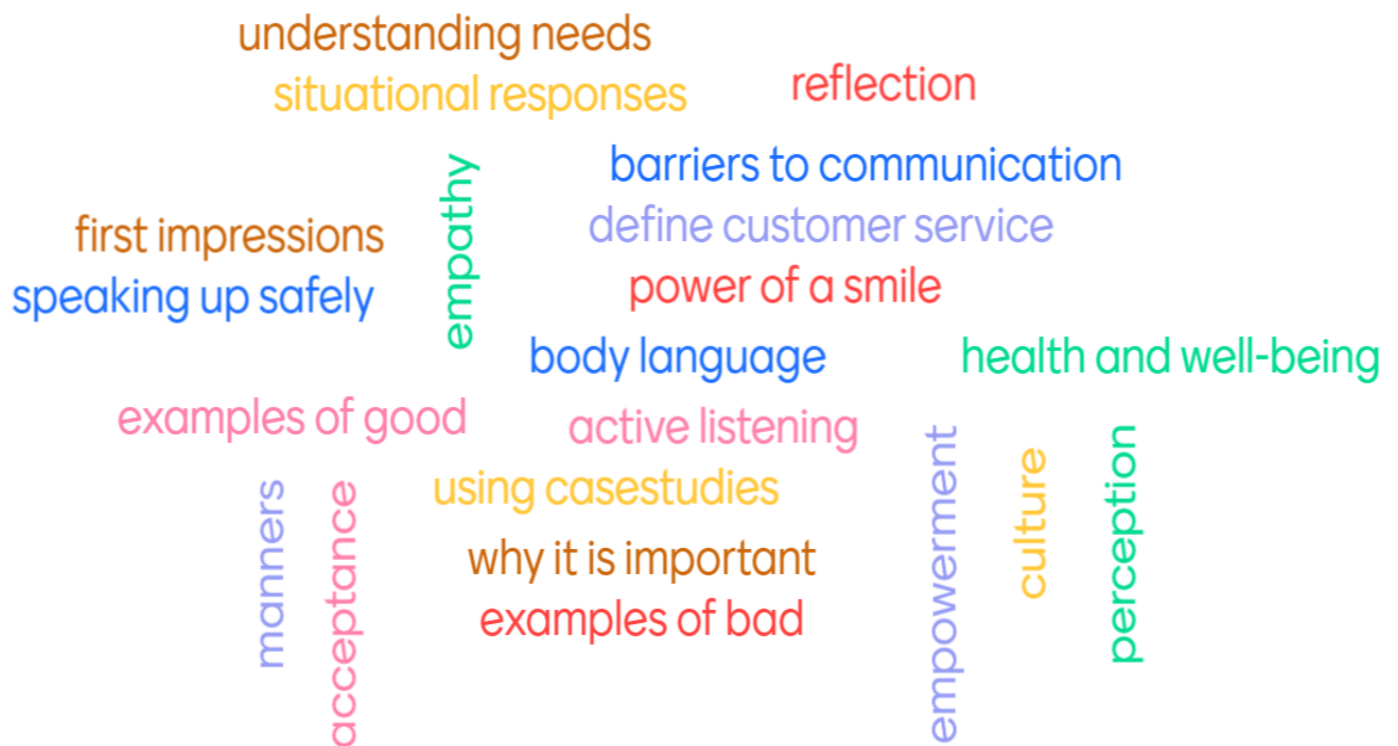 understanding needs
situational responses
reflection
barriers to communication
empathy
first impressions
define customer service
speaking up safely
power of a smile
body language
health and well-being
examples of good
active listening
manners
acceptance
using casestudies
empowerment
culture
perception
why it is important
examples of bad